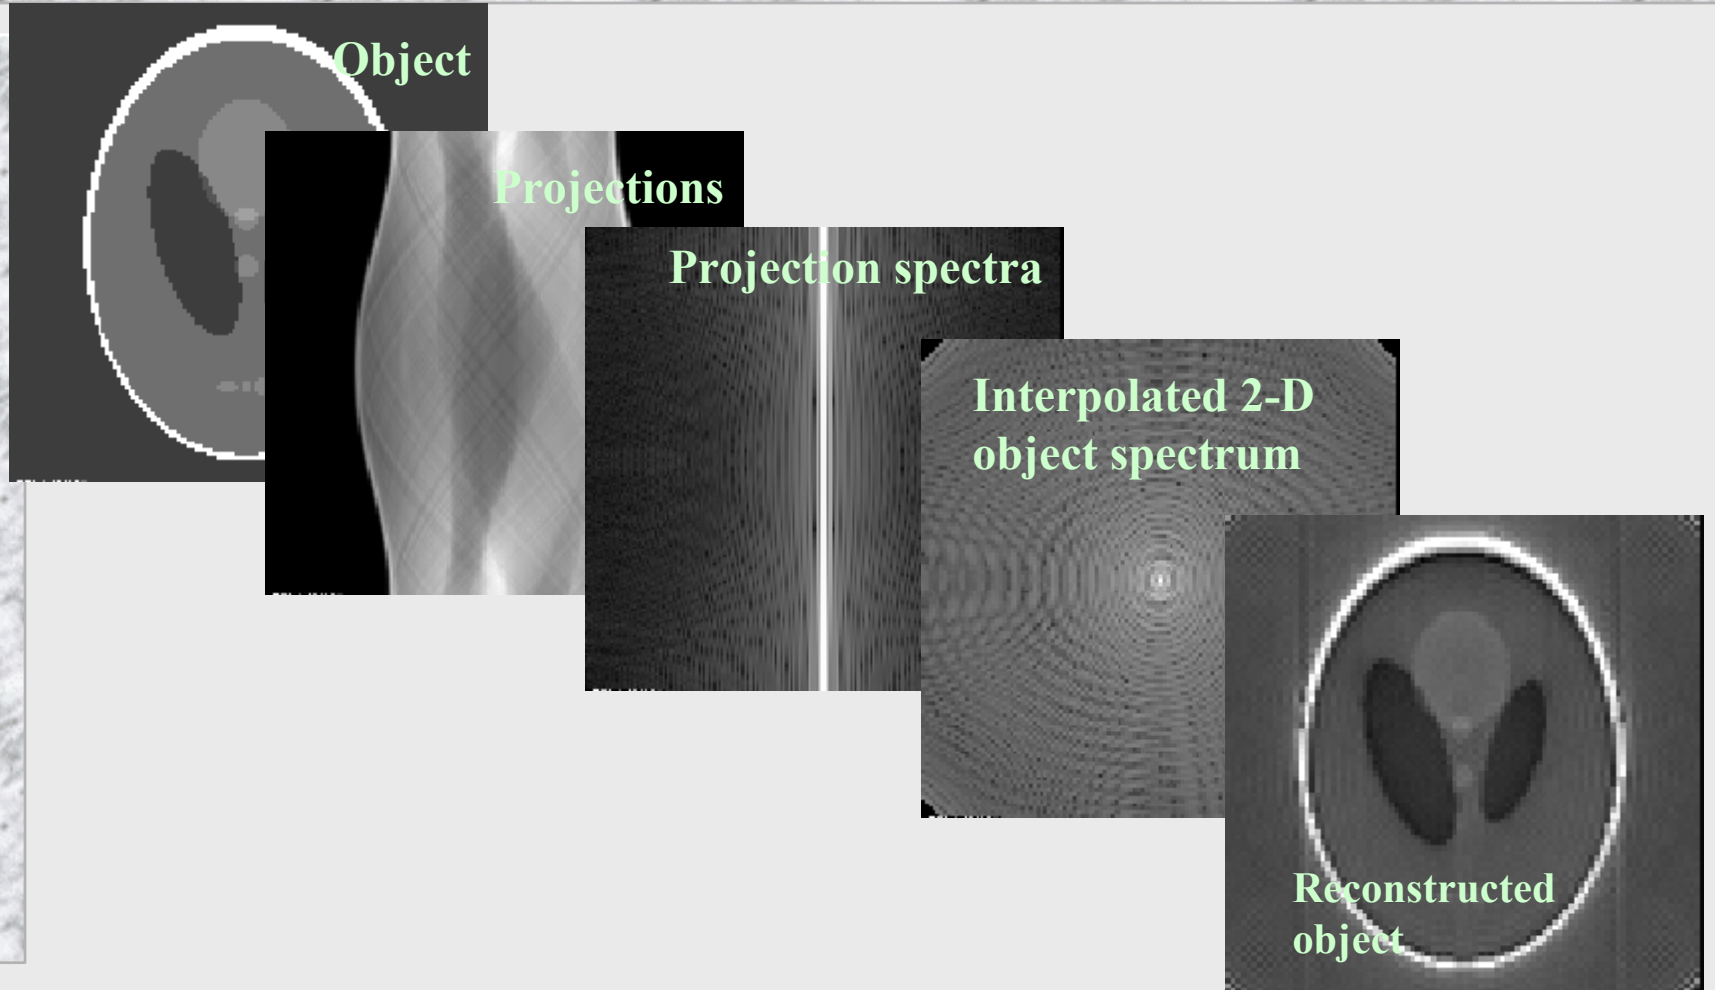 Object
Projections
Projection spectra
Interpolated 2-D
object spectrum
Reconstructed
object